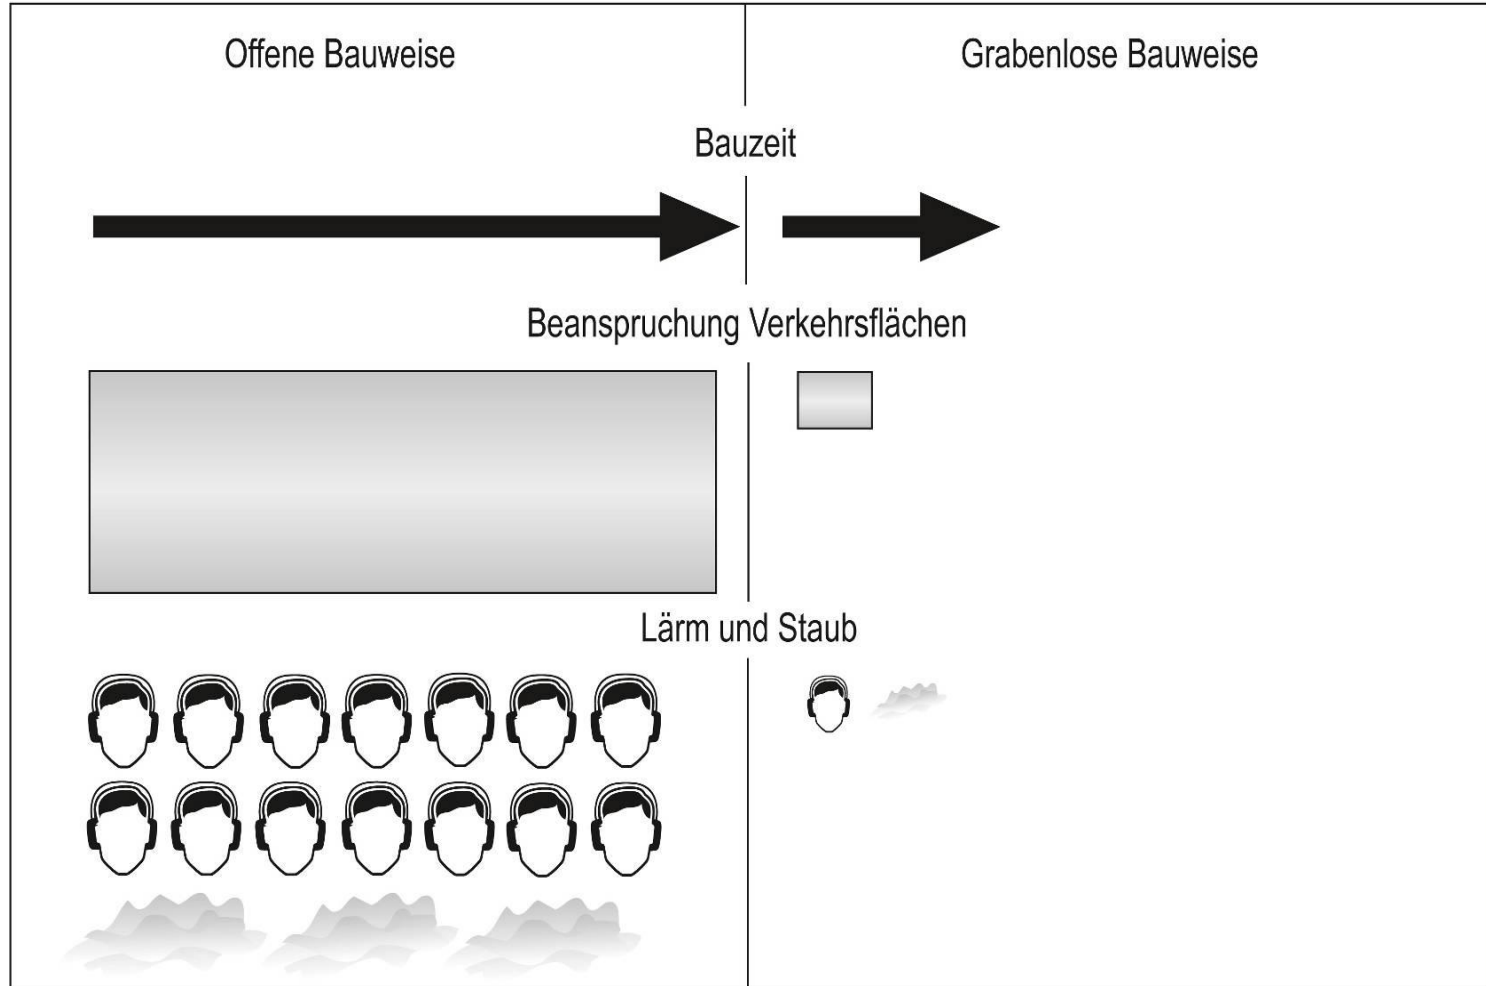 Offene Bauweise
Grabenlose Bauweise
Bauzeit
Beanspruchung Verkehrsflächen
Lärm und Staub